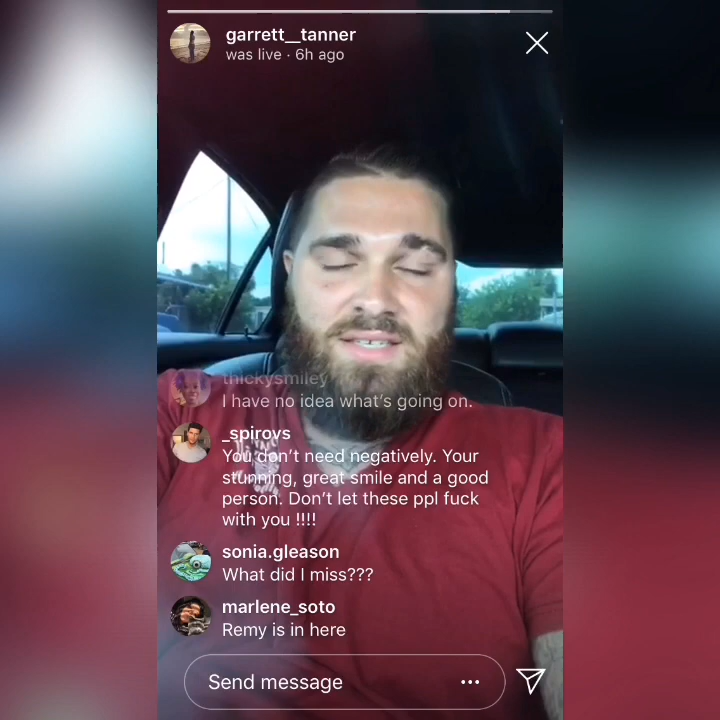 garrett__tanner
was live · 6h ago
thickysmiley
I have no idea what's going on.
_spirovs
You don't need negatively. Your
stunning, great smile and a good
person. Don't let these ppl fuck
with you !!!!
sonia.gleason
What did I miss???
marlene_soto
Remy is in here
Send message